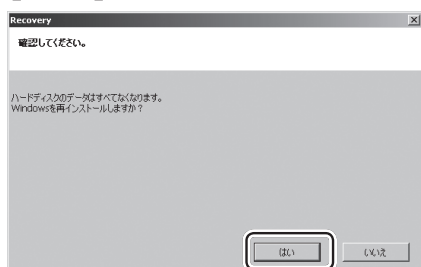 Recovery
確認してください。
ハードディスクのデータはすべてなくなります。
Windowsを再インストールしますか?
はい
いいえ